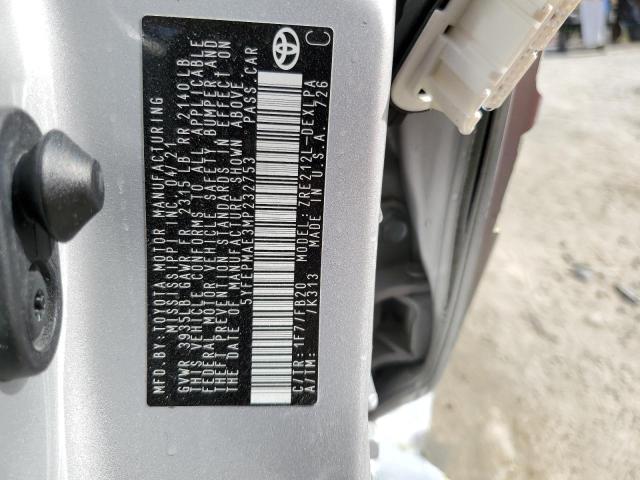 MFD. BY: TOYOTA MOTOR MANUFACTURING
MISSISSIPPI, INC. 04/21
GVWR 3935LB GAWR FR 2315 LB RR 2140LB
THIS VEHICLE CONFORMS TO ALL APPLICABLE
FEDERAL MOTOR VEHICLE SAFETY, BUMPER AND
THEFT PREVENTION STANDARDS IN EFFECT ON
THE DATE OF MANUFACTURE SHOWN ABOVE.
5YFEPMAE3MP232753 PASS. CAR
C/TR: 1F7/FB20 MODEL: ZRE212L-DEXLPA
A/TM: /K313 MADE IN U.S.A. 726
C